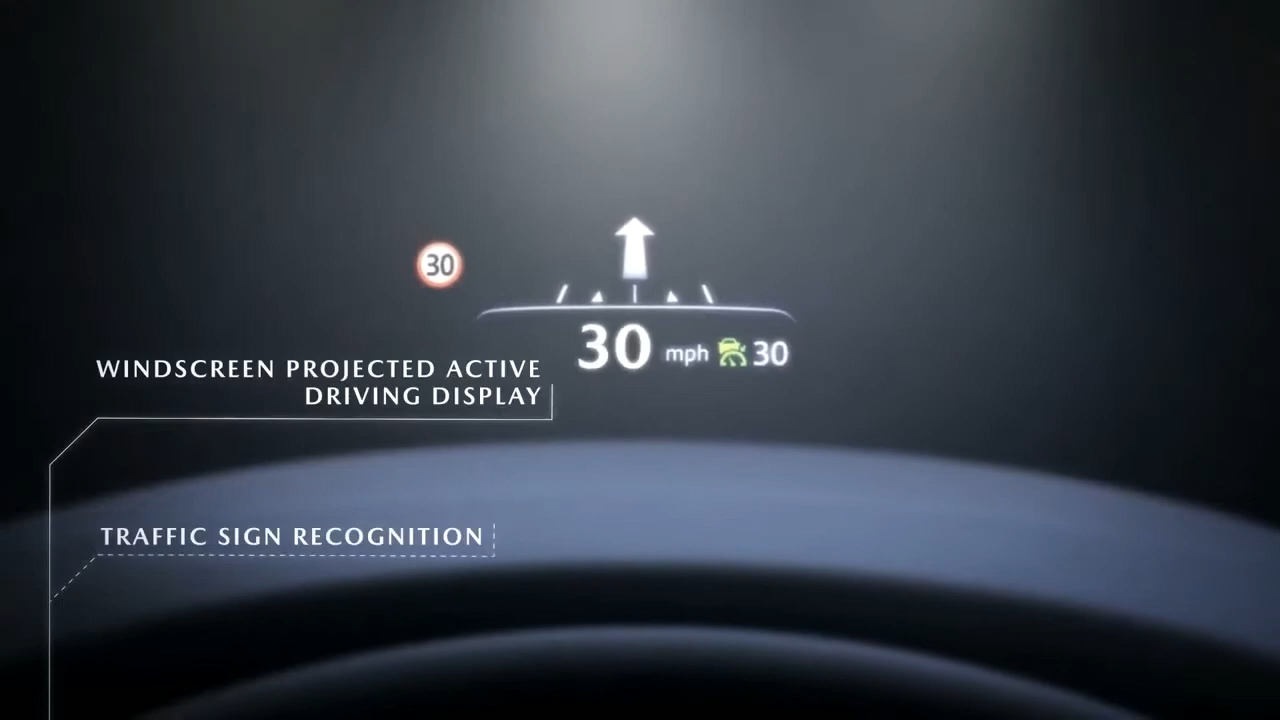 30
30 mph 30
WINDSCREEN PROJECTED ACTIVE
DRIVING DISPLAY
TRAFFIC SIGN RECOGNITION